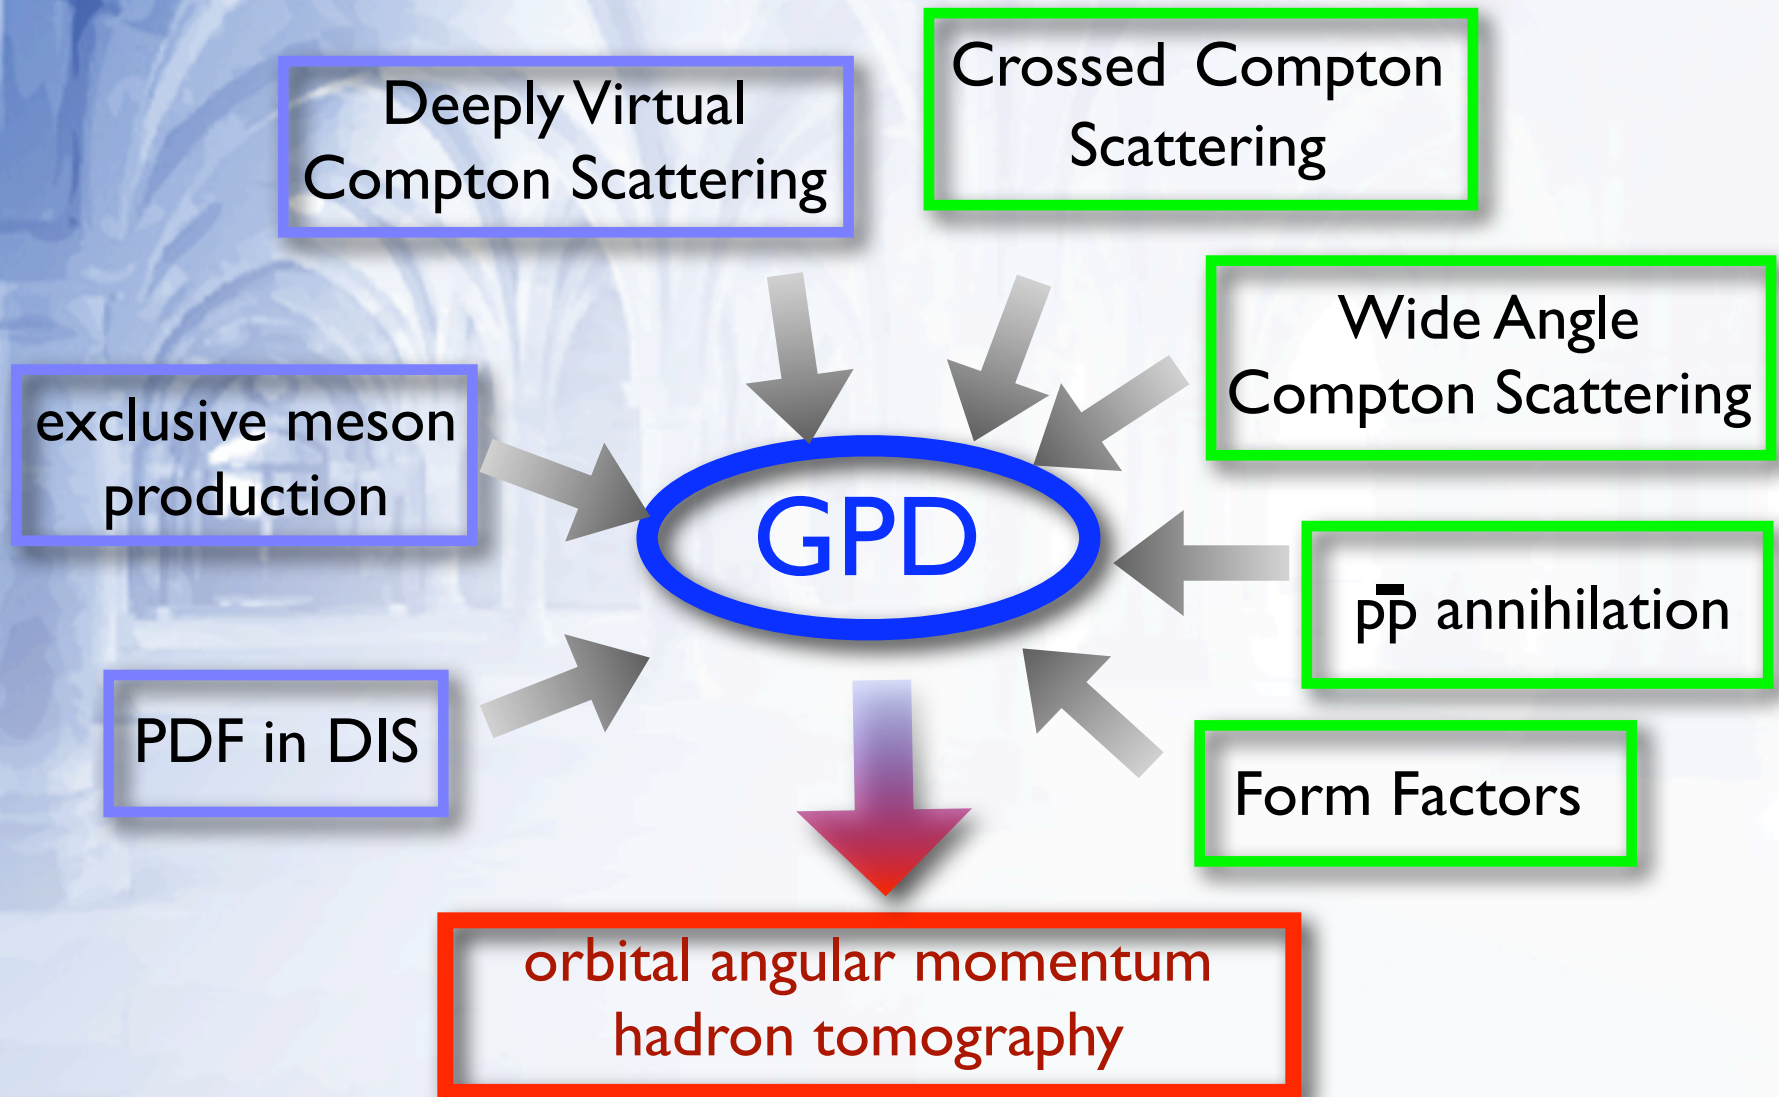 Deeply Virtual
Compton Scattering
Crossed Compton
Scattering
Wide Angle
Compton Scattering
exclusive meson
production
GPD
pp̅ annihilation
PDF in DIS
Form Factors
orbital angular momentum
hadron tomography